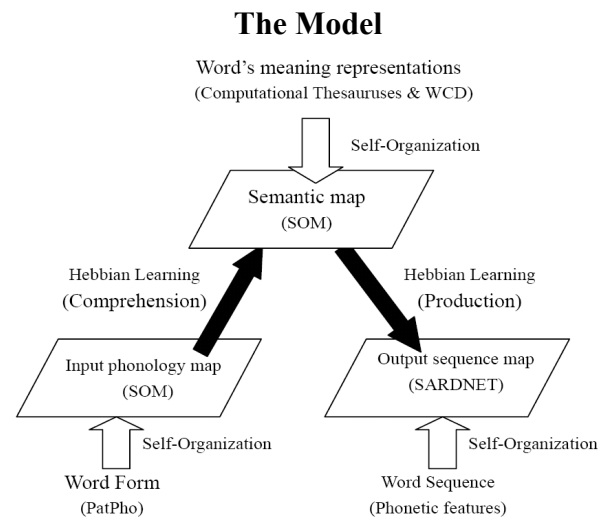 The Model
Word's meaning representations
(Computational Thesauruses & WCD)
Self-Organization
Semantic map
(SOM)
Hebbian Learning
(Comprehension)
Hebbian Learning
(Production)
Input phonology map
(SOM)
Output sequence map
(SARDNET)
Self-Organization
Self-Organization
Word Form
(PatPho)
Word Sequence
(Phonetic features)